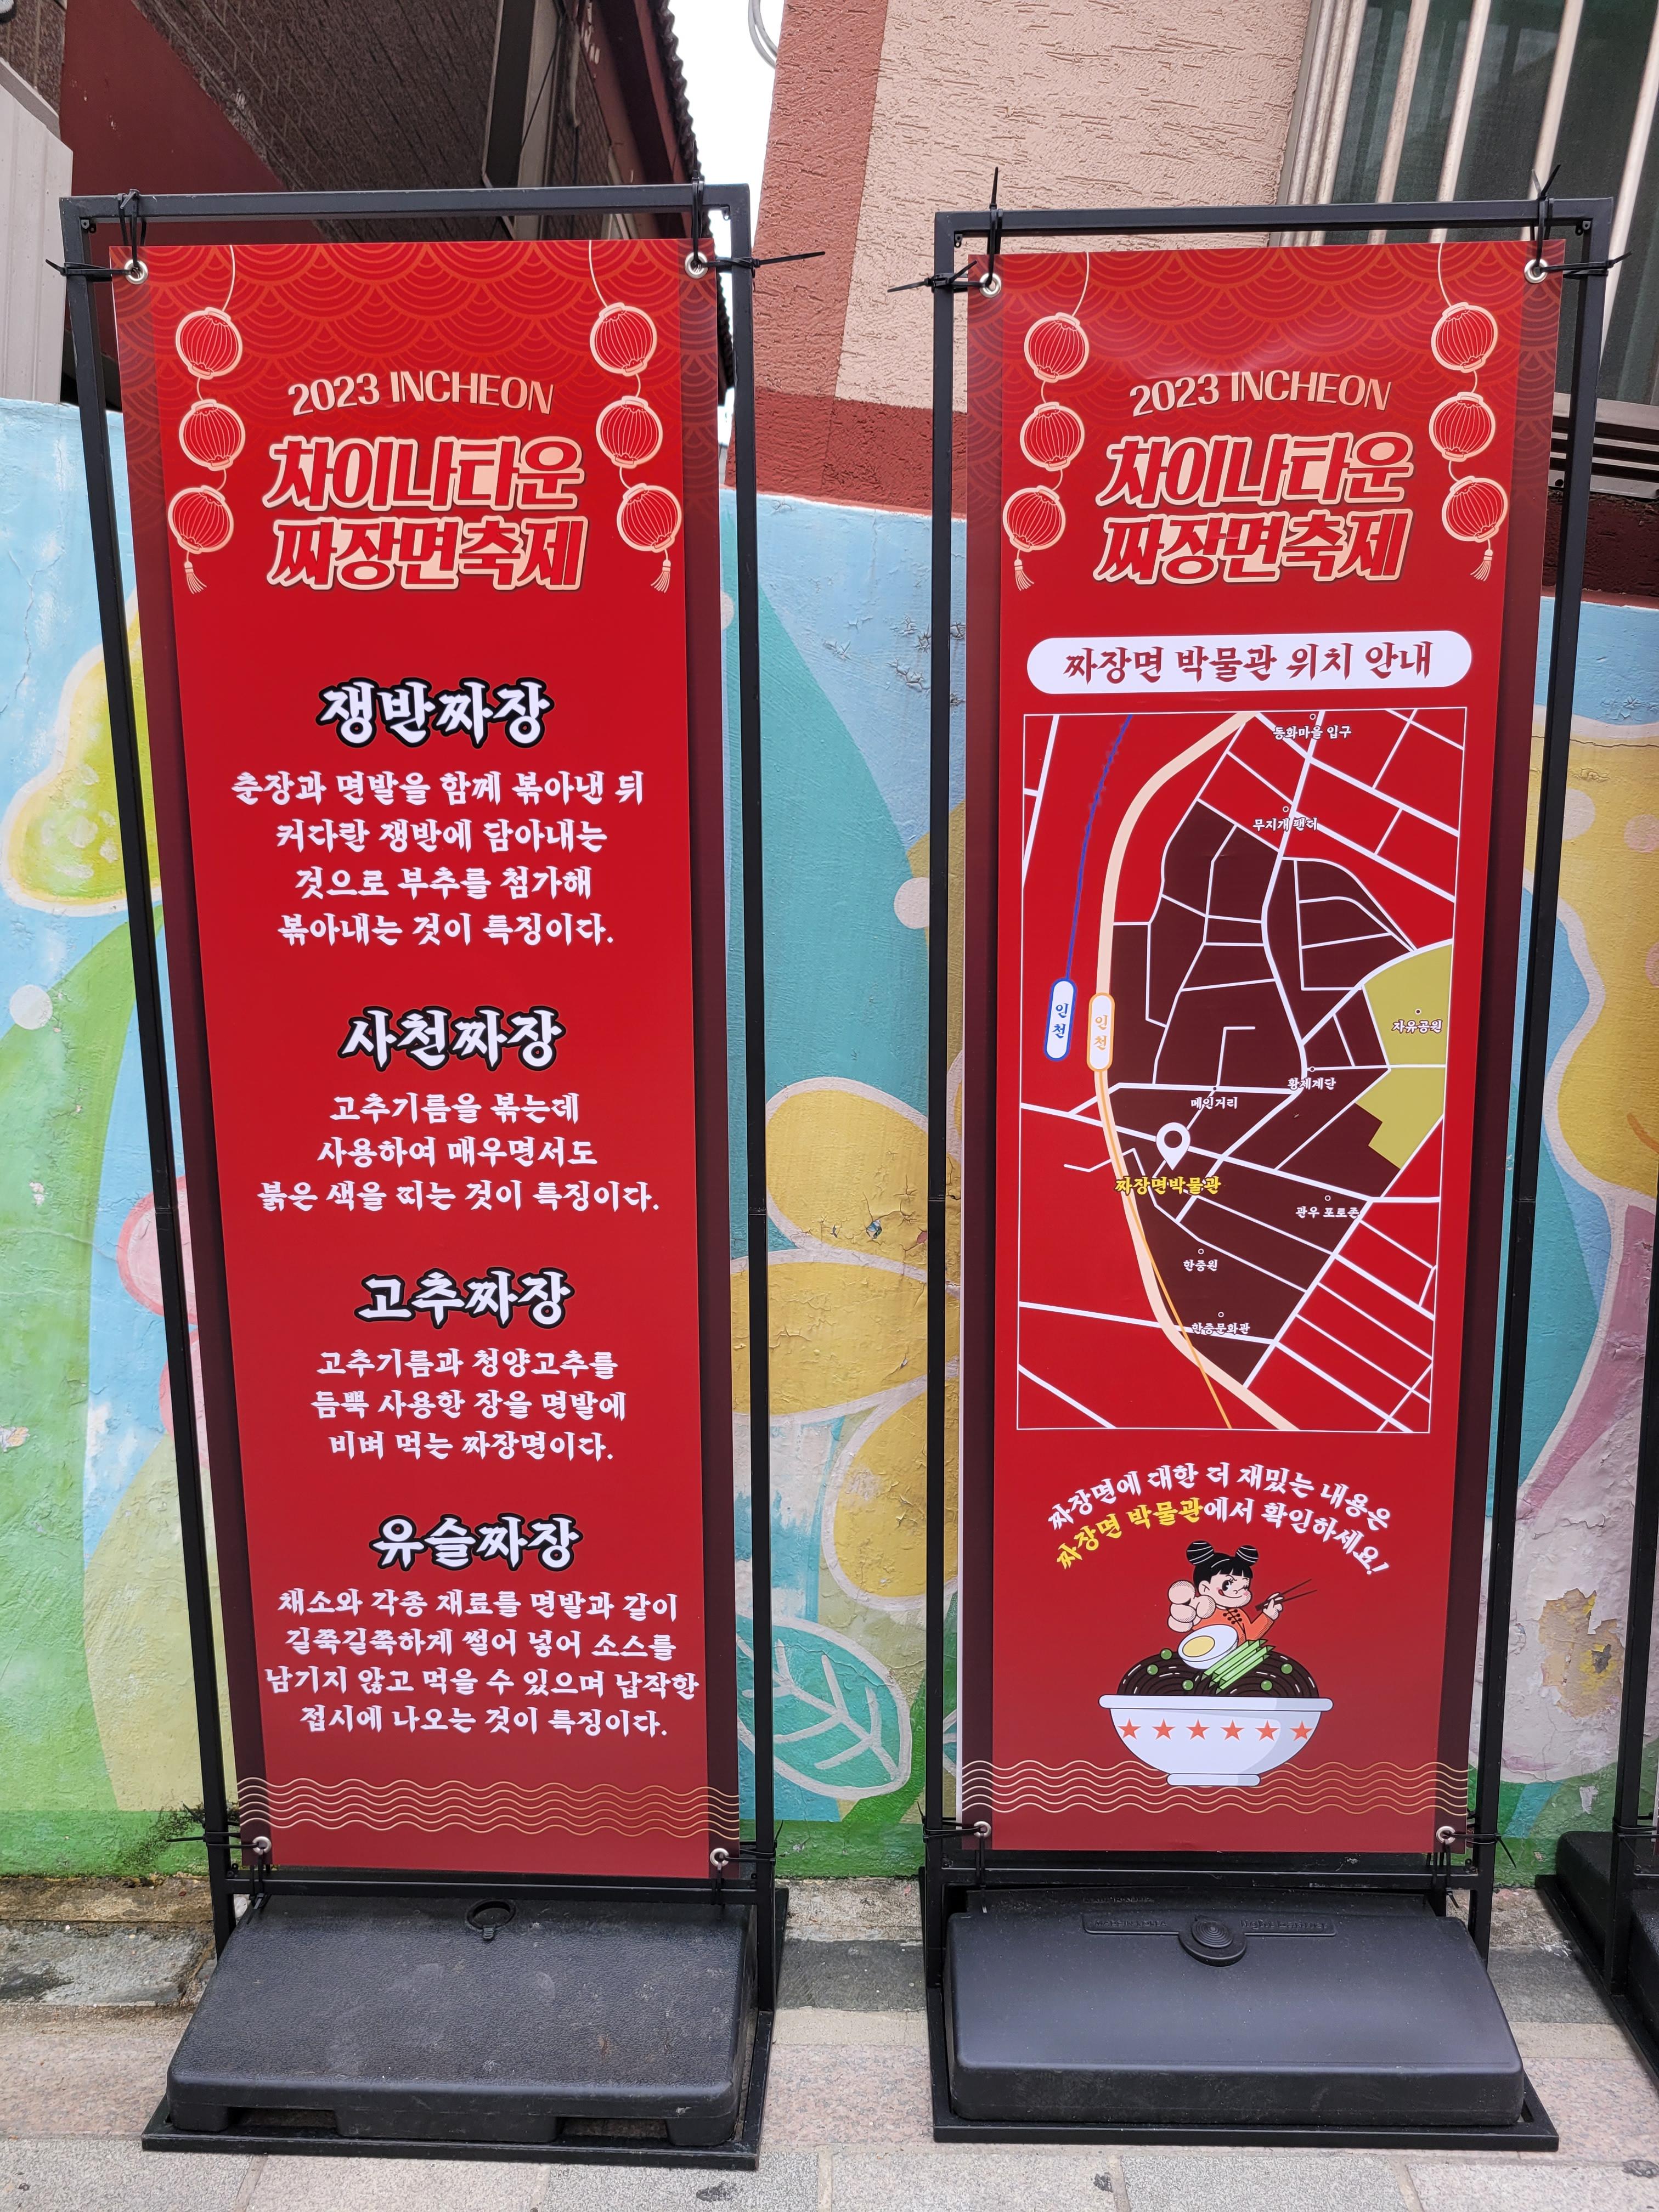 2023 INCHEON
차이나타운
짜장면축제
쟁반짜장
춘장과 면발을 함께 볶아낸 뒤
커다란 쟁반에 담아내는
것으로 부추를 첨가해
볶아내는 것이 특징이다.
사천짜장
고추기름을 볶는데
사용하여 매우면서도
붉은 색을 띠는 것이 특징이다.
고추짜장
고추기름과 청양고추를
듬뿍 사용한 장을 면발에
비벼 먹는 짜장면이다.
유슬짜장
채소와 각종 재료를 면발과 같이
길쭉길쭉하게 썰어 넣어 소스를
남기지 않고 먹을 수 있으며 납작한
접시에 나오는 것이 특징이다.
2023 INCHEON
차이나타운
짜장면축제
짜장면 박물관 위치 안내
동화마을 입구
무지개 팬더
인천
인천
자유공원
황제계단
메인거리
짜장면박물관
관우 포로존
한중원
한중문화관
짜장면에 대한 더 재밌는 내용은
짜장면 박물관에서 확인하세요!